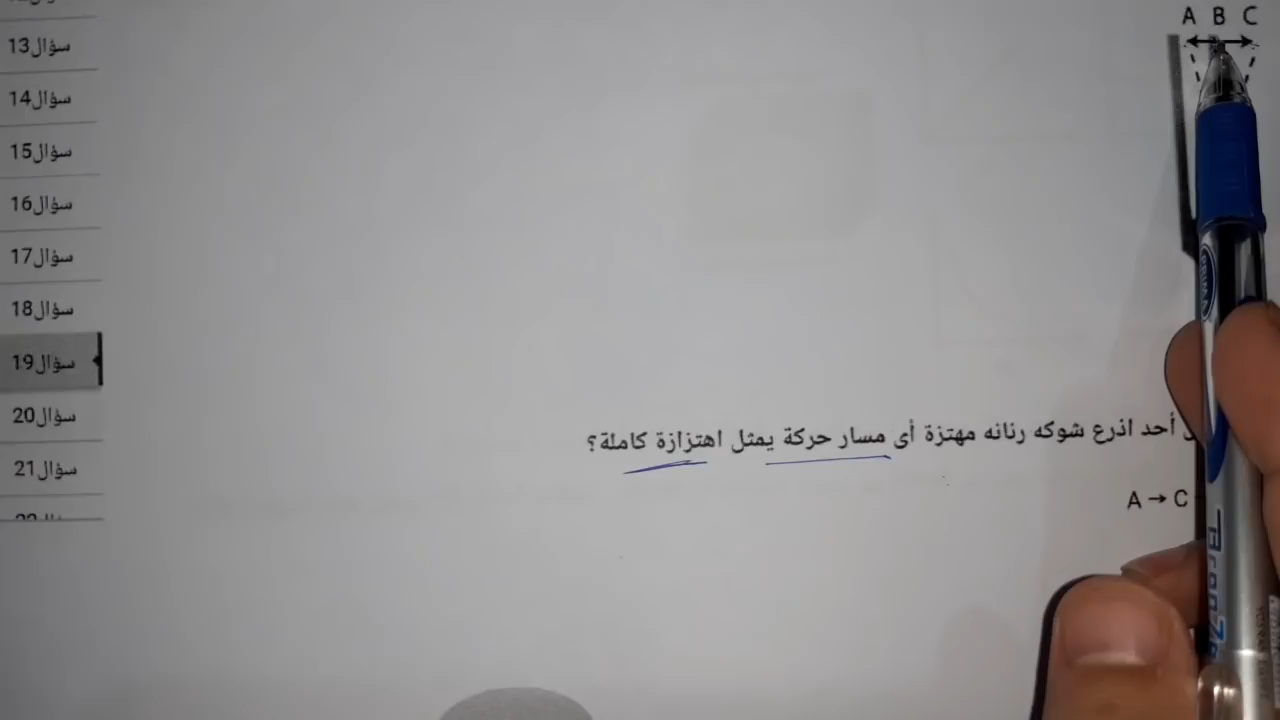 A B C
سؤال13
سؤال14
سؤال15
سؤال16
سؤال17
سؤال18
سؤال19
سؤال20
سؤال21
أحد اذرع شوكه رنانه مهتزة أى مسار حركة يمثل اهتزازة كاملة؟
A → C